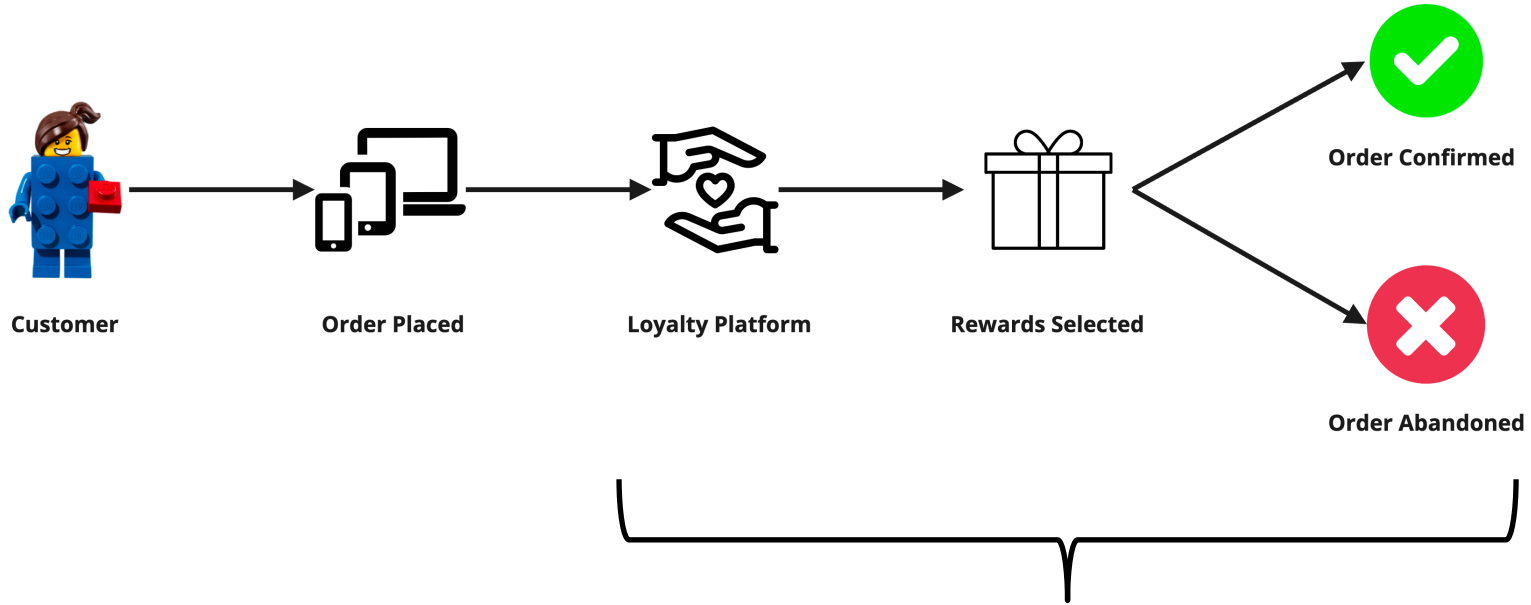 Customer
Order Placed
Loyalty Platform
Rewards Selected
Order Confirmed
Order Abandoned